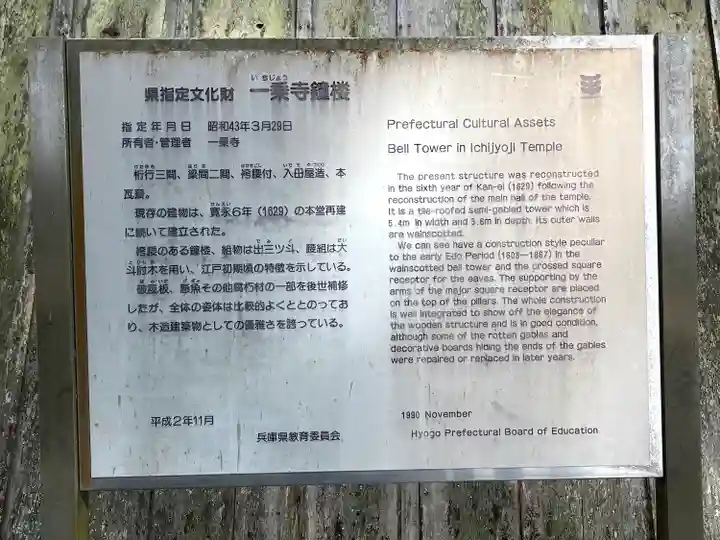 県指定文化財 一乗寺鐘楼
いちじょう
指定年月日 昭和43年3月29日
所有者・管理者 一乗寺
桁行三間、梁間二間、袴腰付、入母屋造、本
瓦葺。
現存の建物は、寛永6年(1629)の本堂再建
に続いて建立された。
袴腰のある鐘楼、組物は出三ツ斗、腰組は大
斗肘木を用い、江戸初期頃の特徴を示している。
破風板、懸魚その他腐朽材の一部を後世補修
したが、全体の姿体は比較的よくととのってお
り、木造建築物としての優雅さを誇っている。
平成2年11月
兵庫県教育委員会
Prefectural Cultural Assets
Bell Tower in Ichijyoji Temple
The present structure was reconstructed
in the sixth year of Kan-ei (1629) following the
reconstruction of the main hall of the temple.
It is a tile-roofed semi-gabled tower which is
5.4m in width and 3.6m in depth. Its outer walls
are wainscotted.
We can see have a construction style peculiar
to the early Edo Period (1603—1867) in the
wainscotted bell tower and the crossed square
receptor for the eaves. The supporting by the
arms of the major square receptor are placed
on the top of the pillars. The whole construction
is well integrated to show off the elegance of
the wooden structure and is in good condition,
although some of the rotten gables and
decorative boards hiding the ends of the gables
were repaired or replaced in later years.
1990 November
Hyogo Prefectural Board of Education